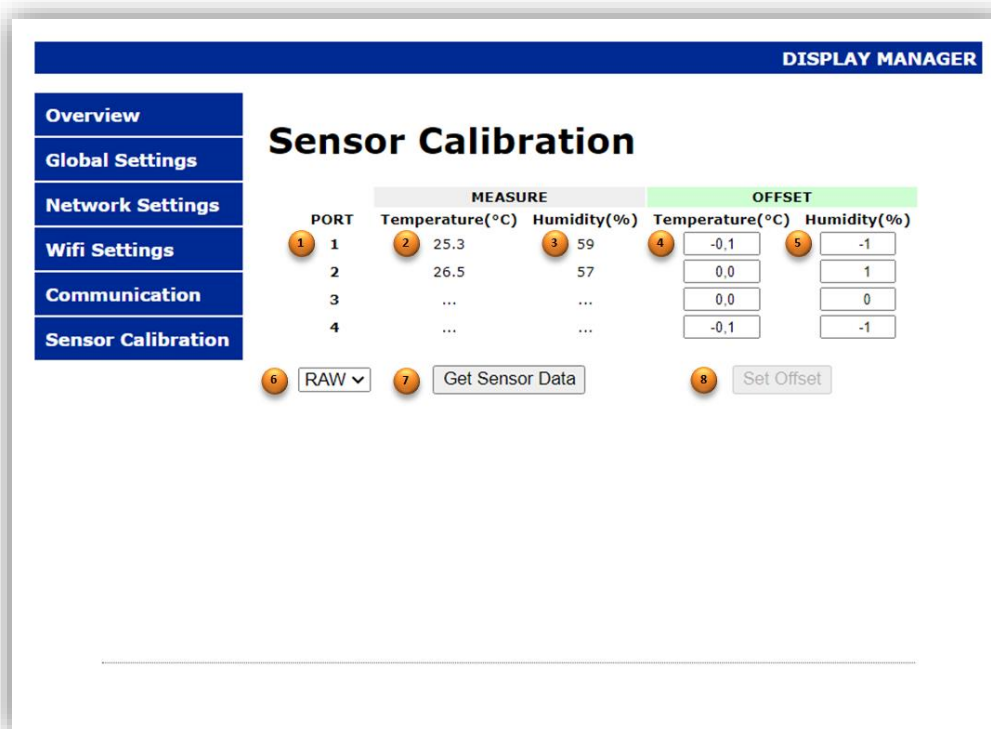 DISPLAY MANAGER
Overview
Global Settings
Network Settings
Wifi Settings
Communication
Sensor Calibration
Sensor Calibration
MEASURE OFFSET
PORT Temperature(°C) Humidity(%) Temperature(°C) Humidity(%)
1 1 2 25.3 3 59 4 -0,1 5 -1
2 26.5 57 0,0 1
3 ... ... 0,0 0
4 ... ... -0,1 -1
6 RAW 7 Get Sensor Data 8 Set Offset